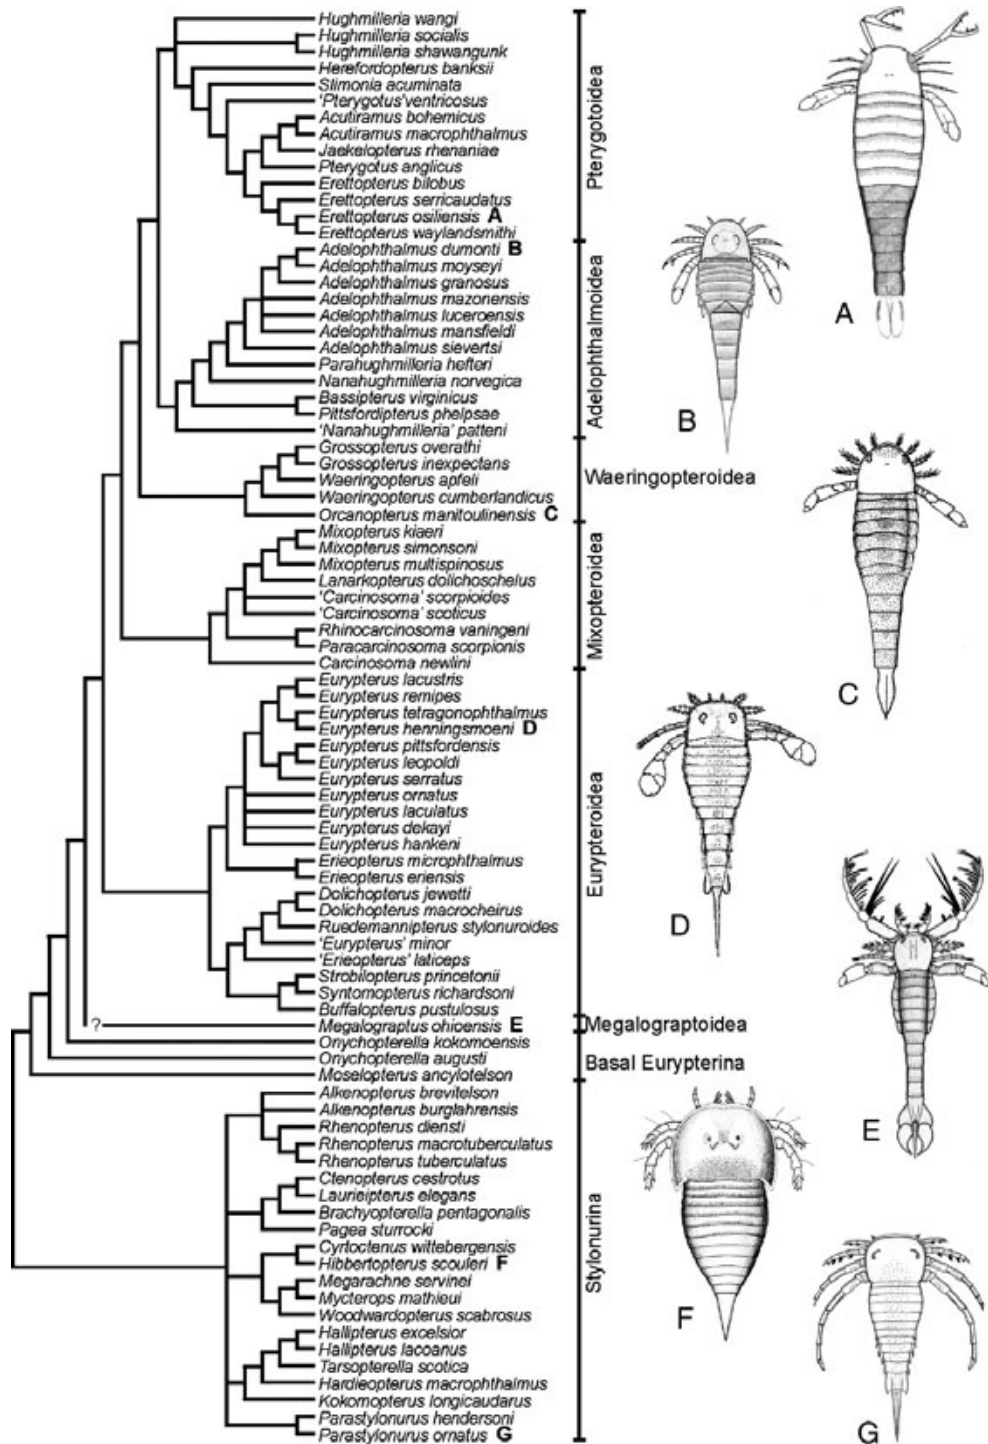 Hughmilleria wangi
Hughmilleria socialis
Hughmilleria shawangunk
Herefordopterus banksii
Slimonia acuminata
'Pterygotus'ventricosus
Acutiramus bohemicus
Acutiramus macrophthalmus
Jaekelopterus rhenaniae
Pterygotus anglicus
Erettopterus bilobus
Erettopterus serricaudatus
Erettopterus osiliensis A
Erettopterus waylandsmithi
Adelophthalmus dumonti B
Adelophthalmus moyseyi
Adelophthalmus granosus
Adelophthalmus mazonensis
Adelophthalmus luceroensis
Adelophthalmus mansfieldi
Adelophthalmus sievertsi
Parahughmilleria hefteri
Nanahughmilleria norvegica
Bassipterus virginicus
Pittsfordipterus phelpsae
'Nanahughmilleria' patteni
Grossopterus overathi
Grossopterus inexpectans
Waeringopterus apfeli
Waeringopterus cumberlandicus
Orcanopterus manitoulinensis C
Mixopterus kiaeri
Mixopterus simonsoni
Mixopterus multispinosus
Lanarkopterus dolichoschelus
'Carcinosoma' scorpioides
'Carcinosoma' scoticus
Rhinocarcinosoma vaningeni
Paracarcinosoma scorpionis
Carcinosoma newlini
Eurypterus lacustris
Eurypterus remipes
Eurypterus tetragonophthalmus
Eurypterus henningsmoeni D
Eurypterus pittsfordensis
Eurypterus leopoldi
Eurypterus serratus
Eurypterus ornatus
Eurypterus laculatus
Eurypterus dekayi
Eurypterus hankeni
Erieopterus microphthalmus
Erieopterus eriensis
Dolichopterus jewetti
Dolichopterus macrocheirus
Ruedemannipterus stylonuroides
'Eurypterus' minor
'Erieopterus' laticeps
Strobilopterus princetonii
Syntomopterus richardsoni
Buffalopterus pustulosus
? Megalograptus ohioensis E
Onychopterella kokomoensis
Onychopterella augusti
Moselopterus ancylotelson
Alkenopterus brevitelson
Alkenopterus burglahrensis
Rhenopterus diensti
Rhenopterus macrotuberculatus
Rhenopterus tuberculatus
Ctenopterus cestrotus
Laurieipterus elegans
Brachyopterella pentagonalis
Pagea sturrocki
Cyrtoctenus wittebergensis
Hibbertopterus scouleri F
Megarachne servinei
Mycterops mathieui
Woodwardopterus scabrosus
Hallipterus excelsior
Hallipterus lacoanus
Tarsopterella scotica
Hardieopterus macrophthalmus
Kokomopterus longicaudarus
Parastylonurus hendersoni
Parastylonurus ornatus G
Pterygotoidea
Adelophthalmoidea
Waeringopteroidea
Mixopteroidea
Eurypteroidea
Megalograptoidea
Basal Eurypterina
Stylonurina
A
B
C
D
E
F
G